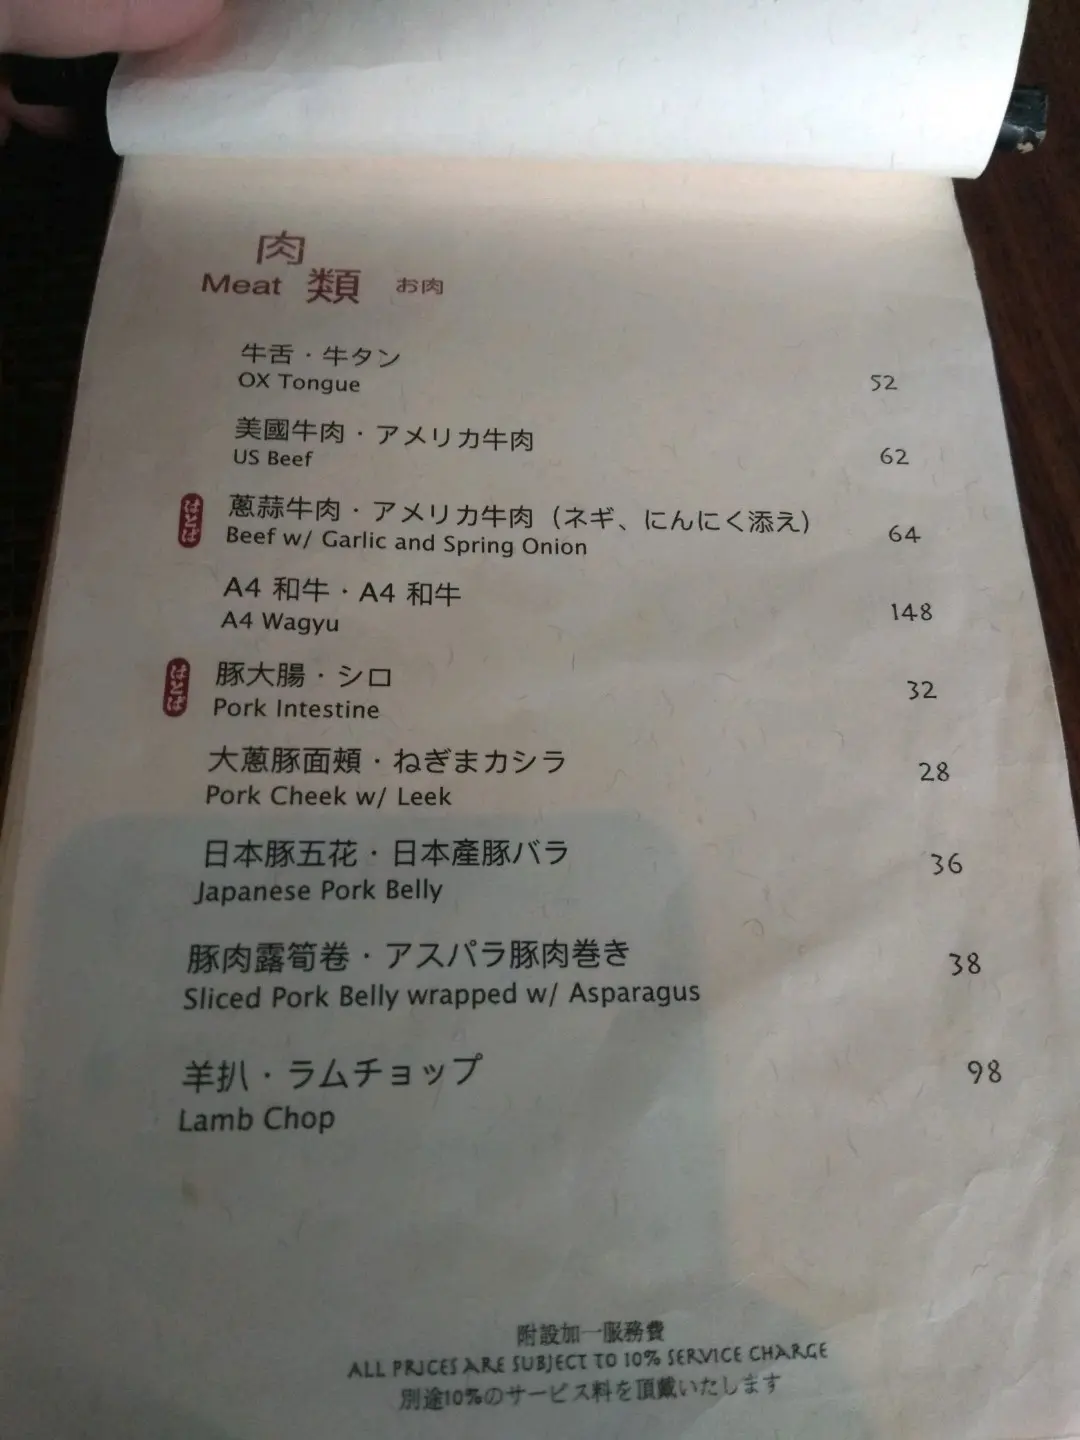 肉
Meat 類 お肉
牛舌・牛タン
OX Tongue
52
美國牛肉・アメリカ牛肉
US Beef
62
はとば
蔥蒜牛肉・アメリカ牛肉（ネギ、にんにく添え）
Beef w/ Garlic and Spring Onion
64
A4 和牛・A4 和牛
A4 Wagyu
148
はとば
豚大腸・シロ
Pork Intestine
32
大蔥豚面頰・ねぎまカシラ
Pork Cheek w/ Leek
28
日本豚五花・日本產豚バラ
Japanese Pork Belly
36
豚肉露筍卷・アスパラ豚肉巻き
Sliced Pork Belly wrapped w/ Asparagus
38
羊扒・ラムチョップ
Lamb Chop
98
附設加一服務費
ALL PRICES ARE SUBJECT TO 10% SERVICE CHARGE
別途10%のサービス料を頂戴いたします